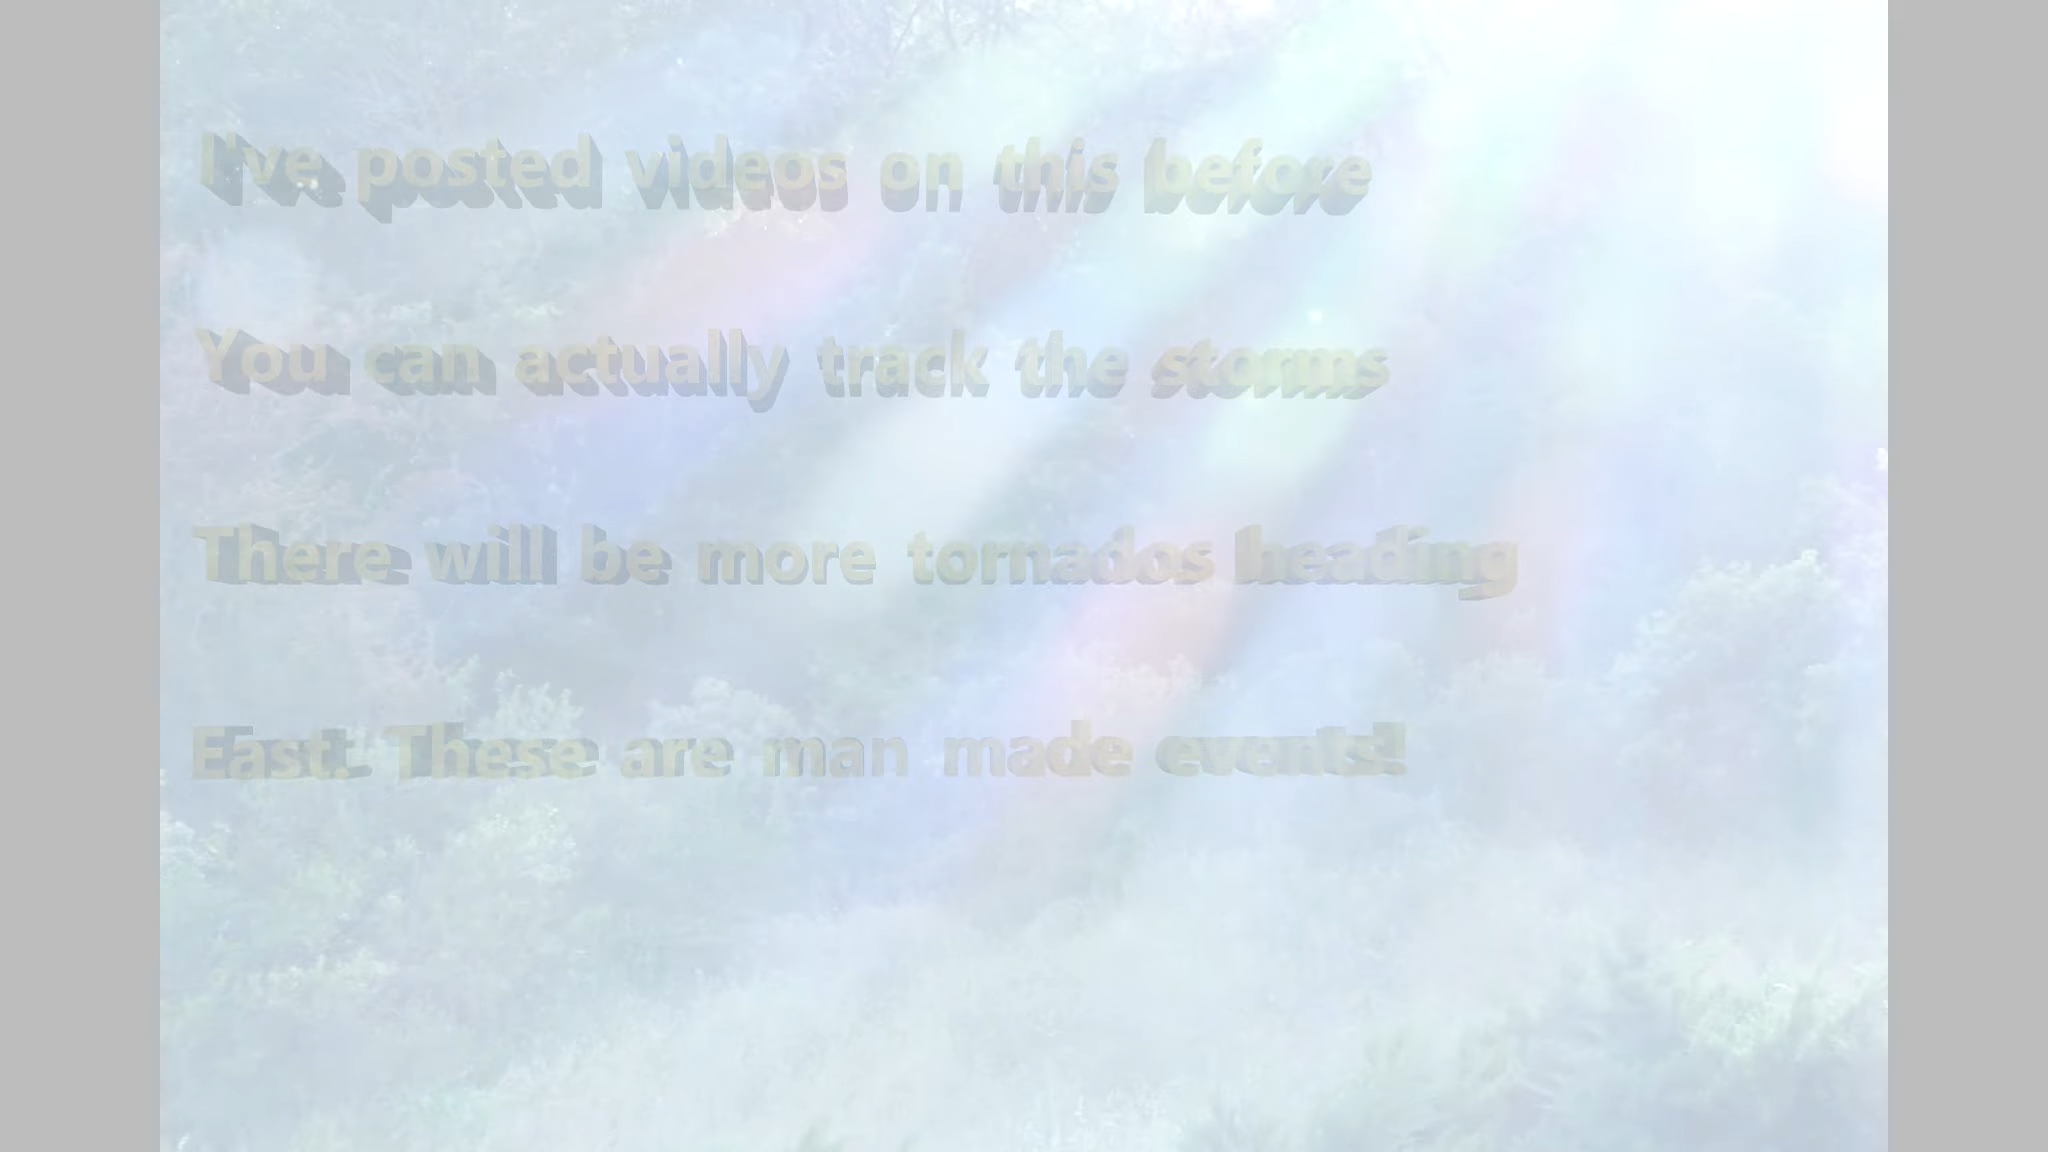 I've posted videos on this before
You can actually track the storms
There will be more tornados heading
East. These are man made events!